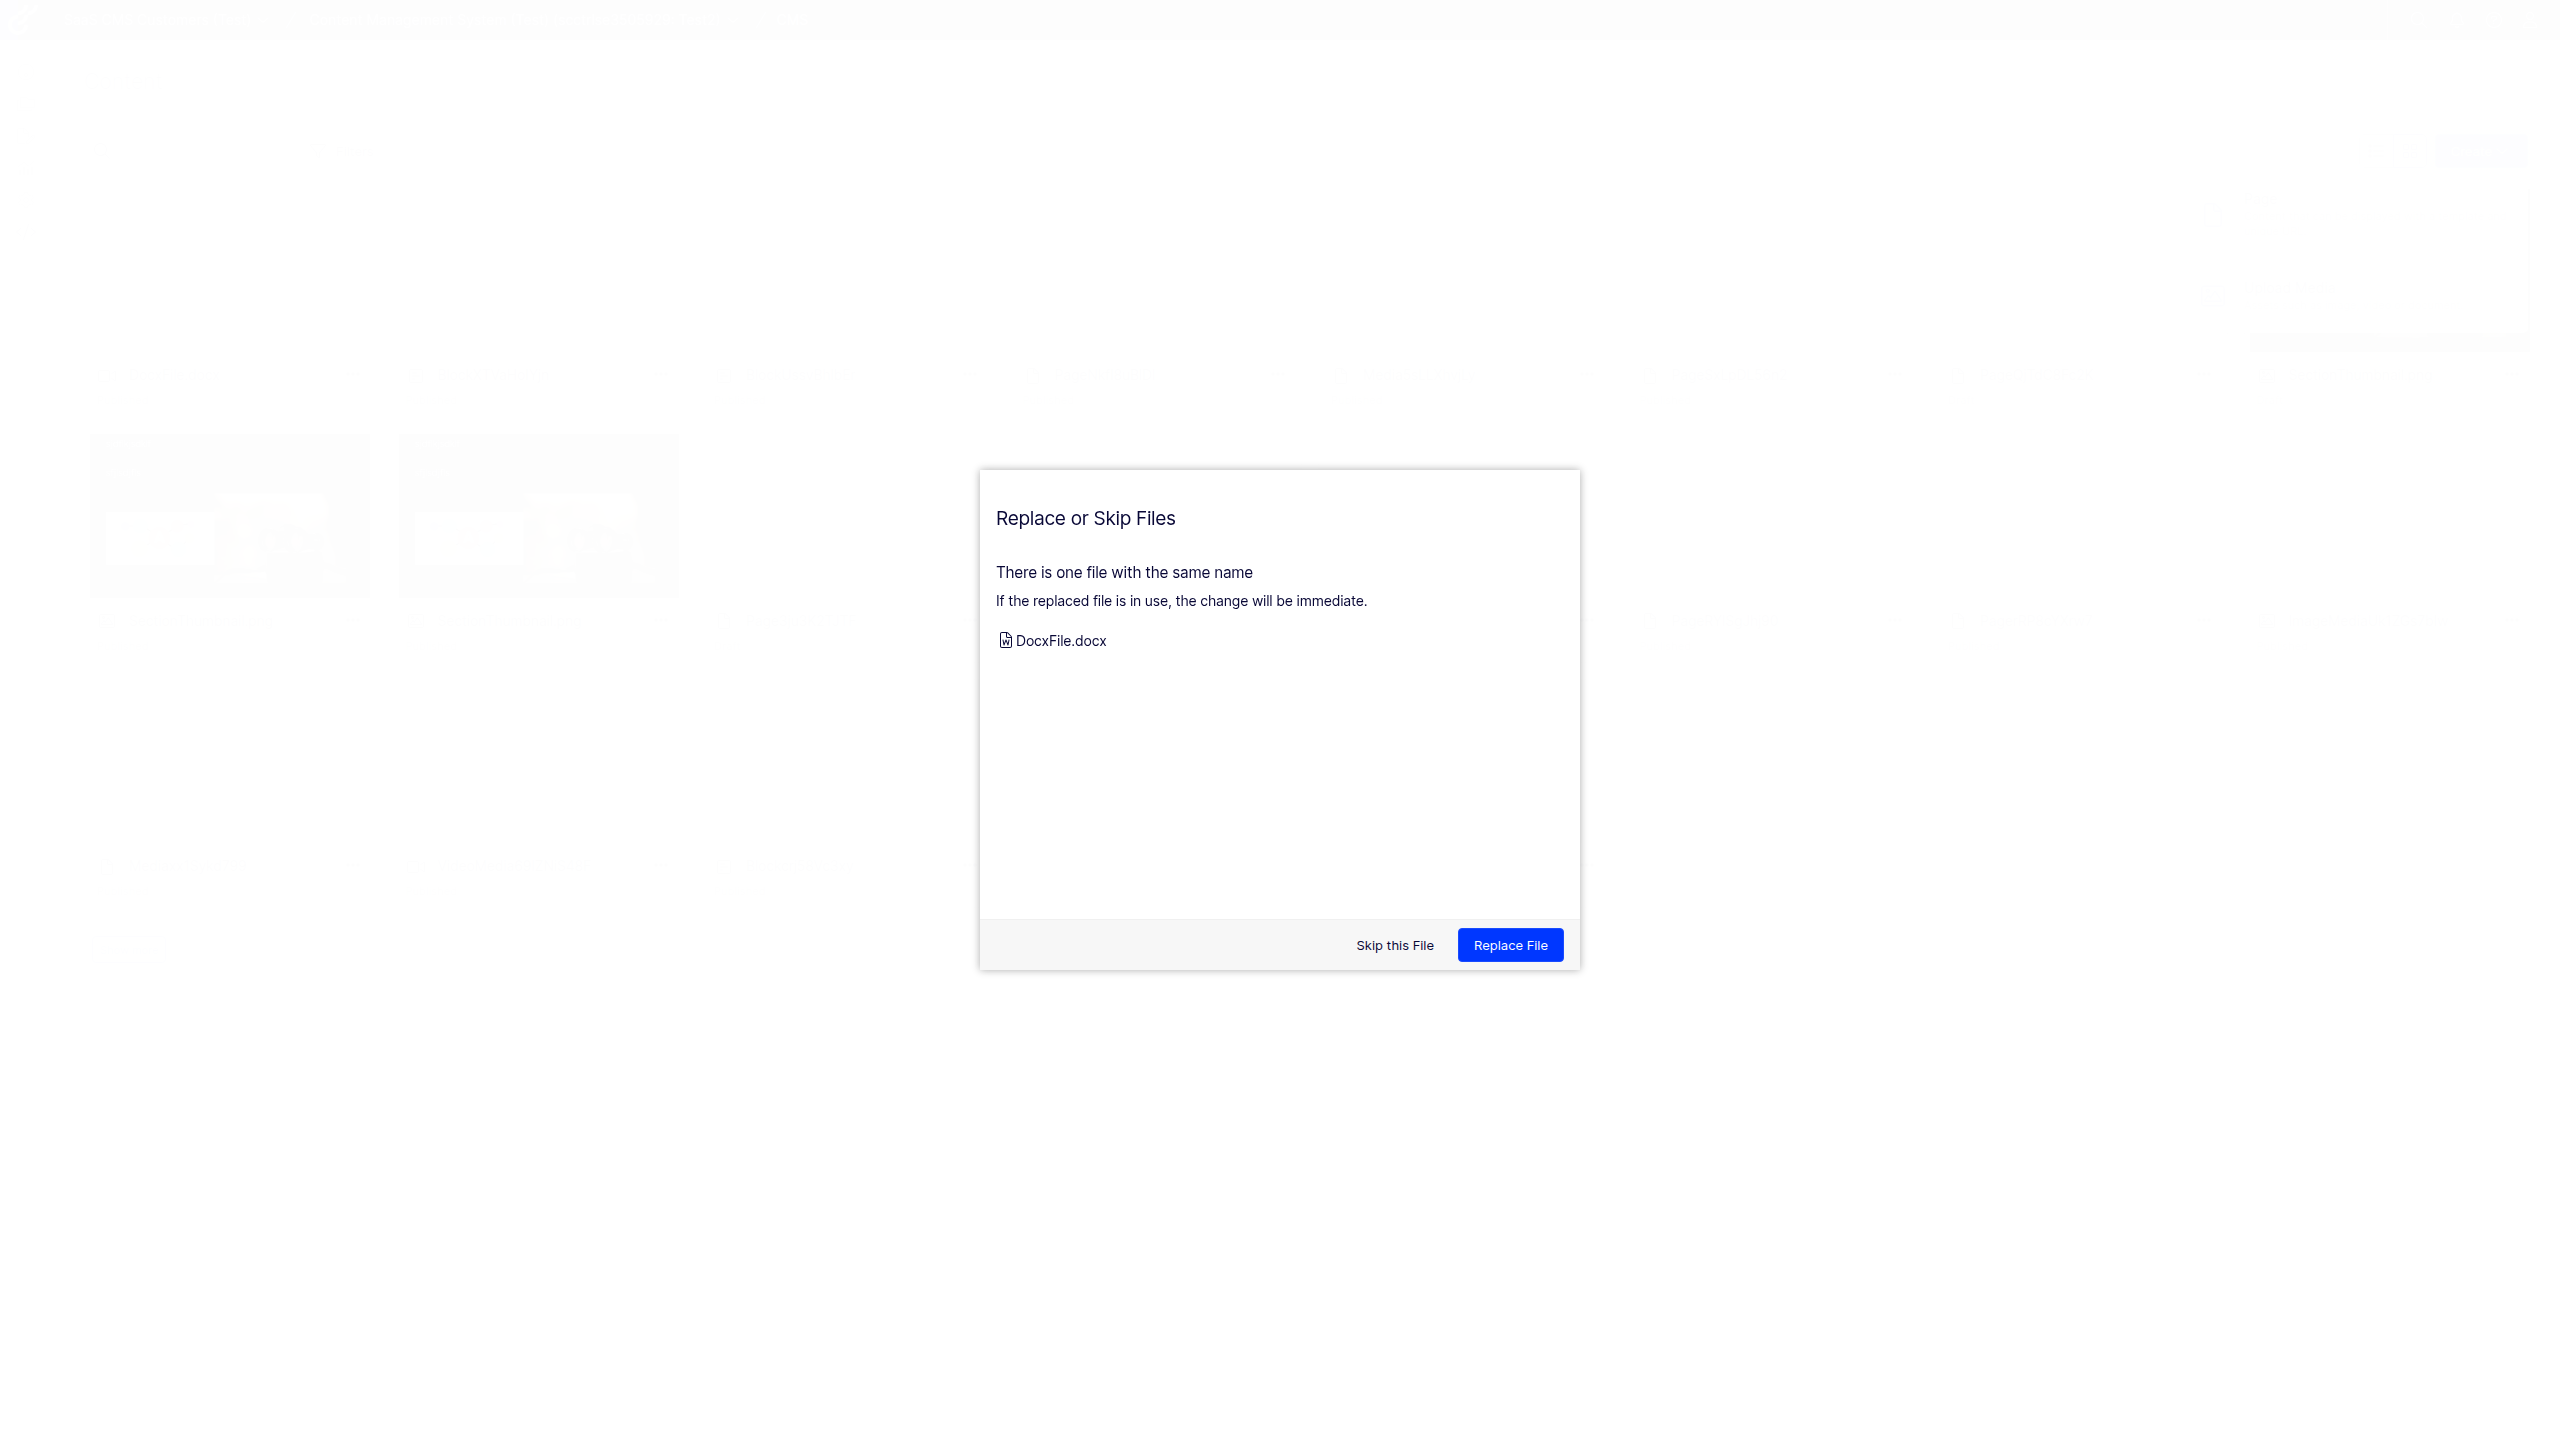 Replace or Skip Files
There is one file with the same name
If the replaced file is in use, the change will be immediate.
DocxFile.docx
Skip this File
Replace File